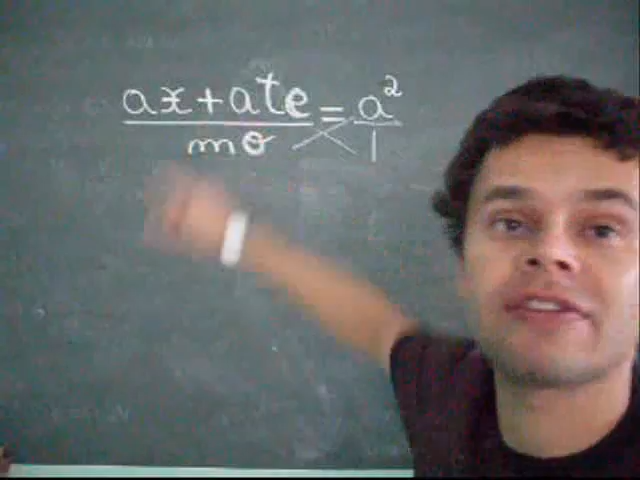 ax+ate = a²
mo 1